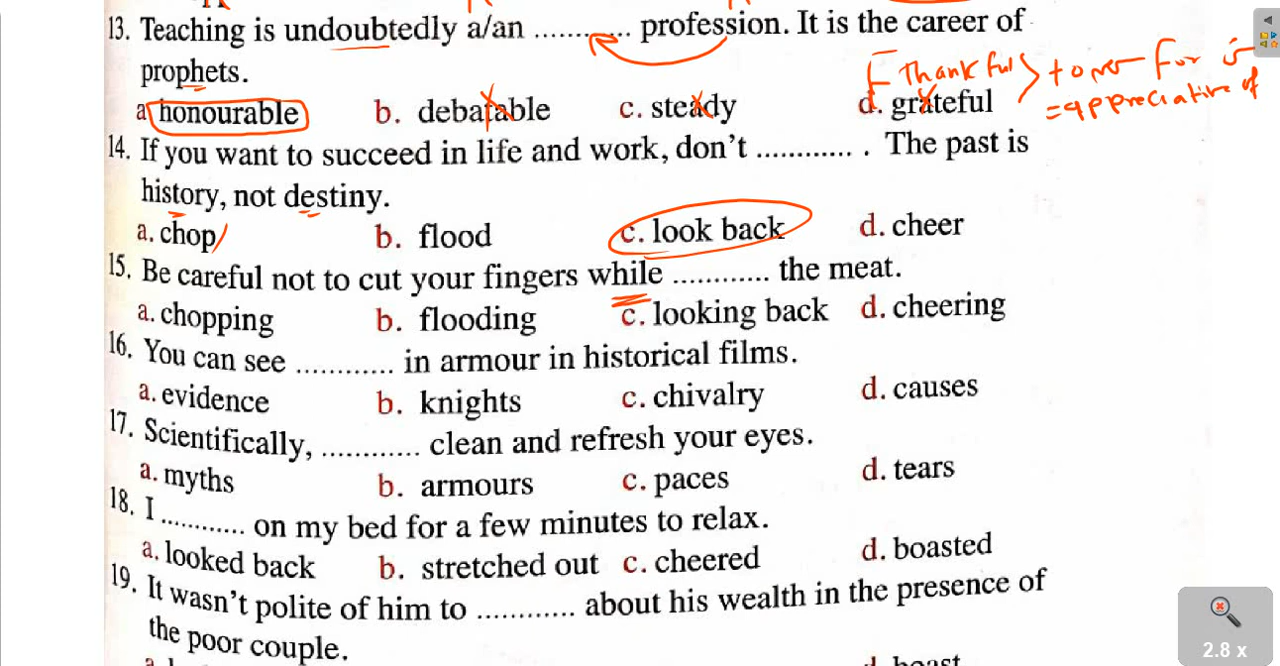 13. Teaching is undoubtedly a/an ............ profession. It is the career of
prophets.
[Thankful} to ... for
= appreciative of
a honourable b. debatable c. steady d. grateful
14. If you want to succeed in life and work, don't ............ . The past is
history, not destiny.
a. chop b. flood c. look back d. cheer
15. Be careful not to cut your fingers while ............ the meat.
a. chopping b. flooding c. looking back d. cheering
16. You can see ............ in armour in historical films.
a. evidence b. knights c. chivalry d. causes
17. Scientifically, ............ clean and refresh your eyes.
a. myths b. armours c. paces d. tears
18. I ............ on my bed for a few minutes to relax.
a. looked back b. stretched out c. cheered d. boasted
19. It wasn't polite of him to ............ about his wealth in the presence of
the poor couple.
d. boast
2.8 x